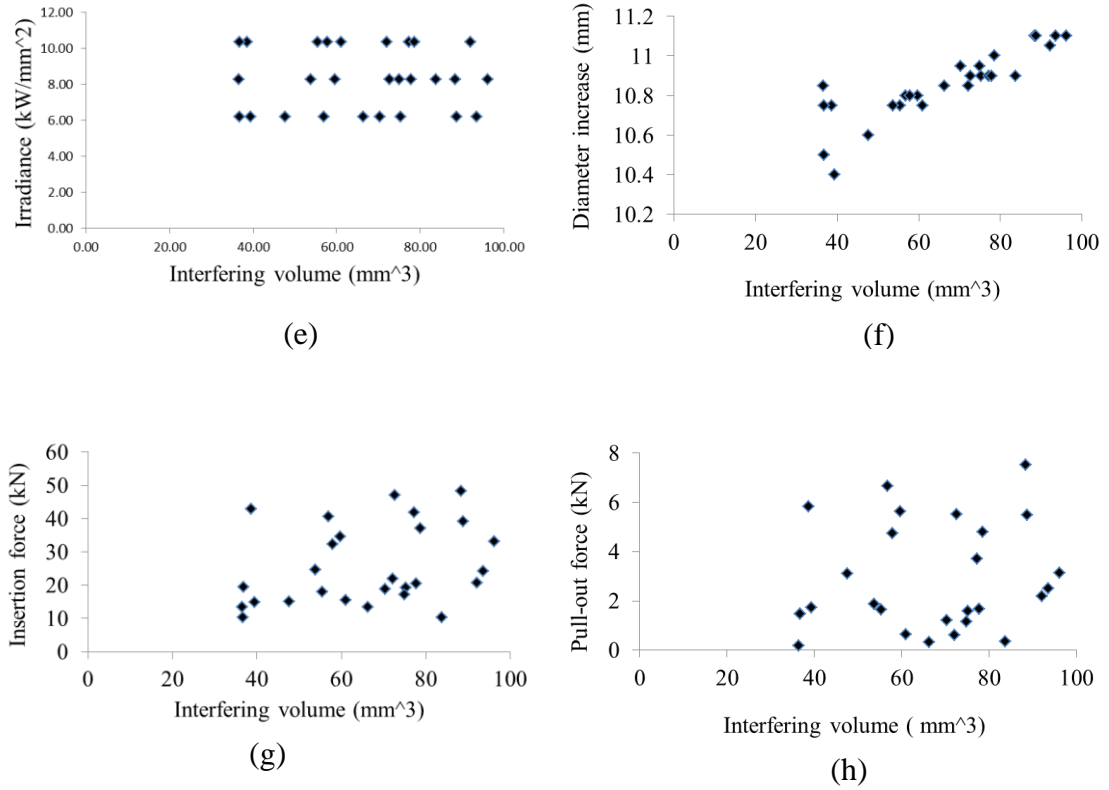 Irradiance (kW/mm^2)
12.00
10.00
8.00
6.00
4.00
2.00
0.00
0.00 20.00 40.00 60.00 80.00 100.00
Interfering volume (mm^3)
(e)
Diameter increase (mm)
11.2
11
10.8
10.6
10.4
10.2
0 20 40 60 80 100
Interfering volume (mm^3)
(f)
Insertion force (kN)
60
50
40
30
20
10
0
0 20 40 60 80 100
Interfering volume (mm^3)
(g)
Pull-out force (kN)
8
6
4
2
0
0 20 40 60 80 100
Interfering volume ( mm^3)
(h)